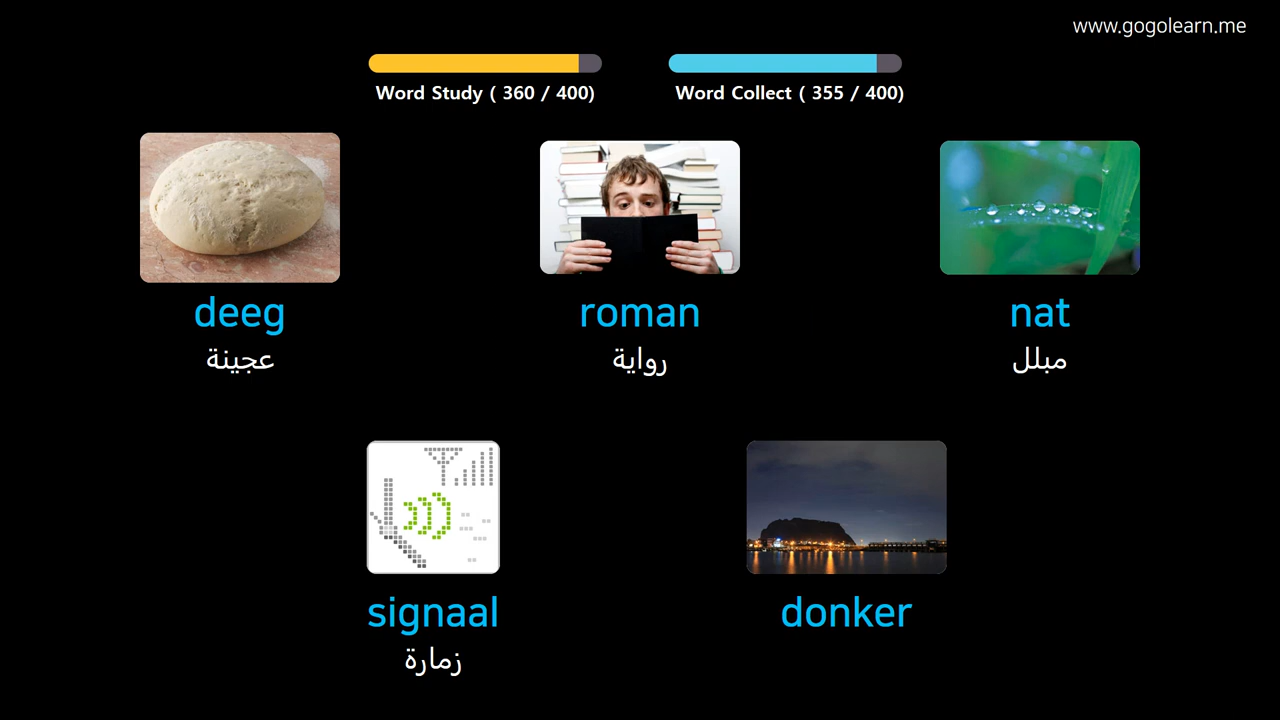 www.gogolearn.me
Word Study ( 360 / 400)
Word Collect ( 355 / 400)
deeg
عجينة
roman
رواية
nat
مبلل
signaal
زمارة
donker